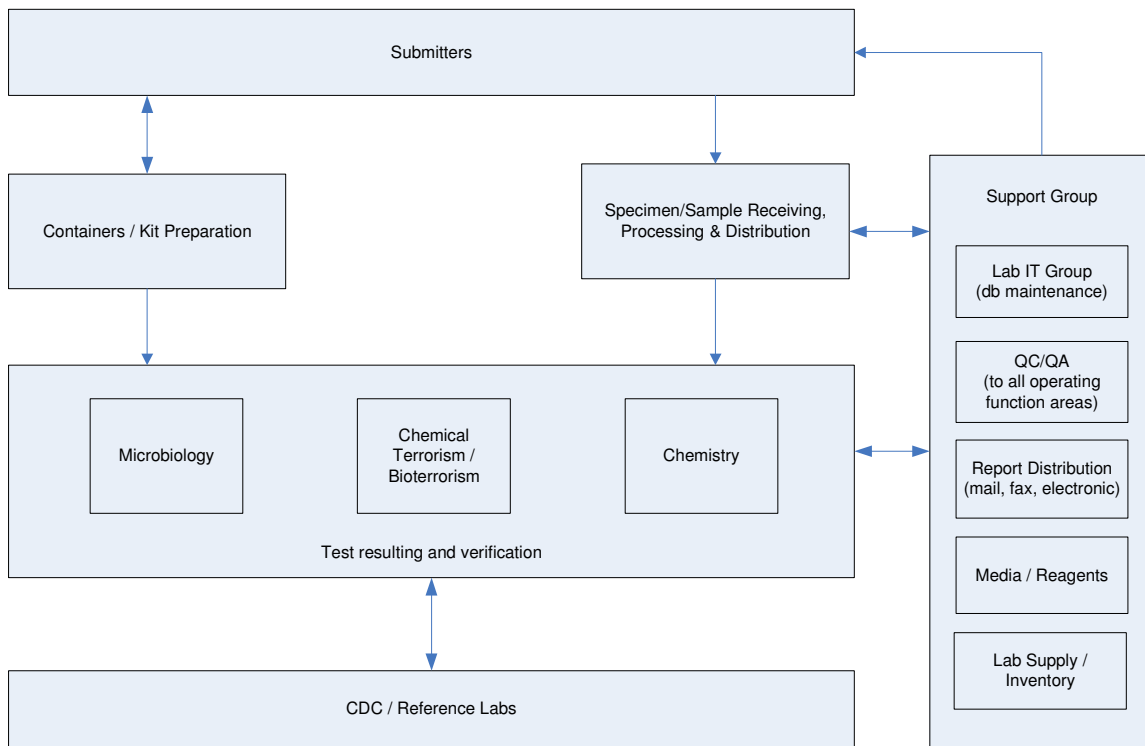 Submitters
Containers / Kit Preparation
Specimen/Sample Receiving,
Processing & Distribution
Support Group
Lab IT Group
(db maintenance)
QC/QA
(to all operating
function areas)
Report Distribution
(mail, fax, electronic)
Media / Reagents
Lab Supply /
Inventory
Microbiology
Chemical
Terrorism /
Bioterrorism
Chemistry
Test resulting and verification
CDC / Reference Labs